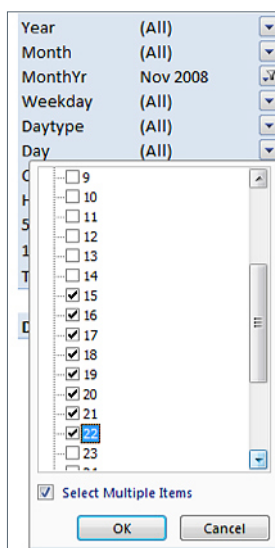 Year (All)
Month (All)
MonthYr Nov 2008
Weekday (All)
Daytype (All)
Day (All)
9
10
11
12
13
14
15
16
17
18
19
20
21
22
23
Select Multiple Items
OK Cancel